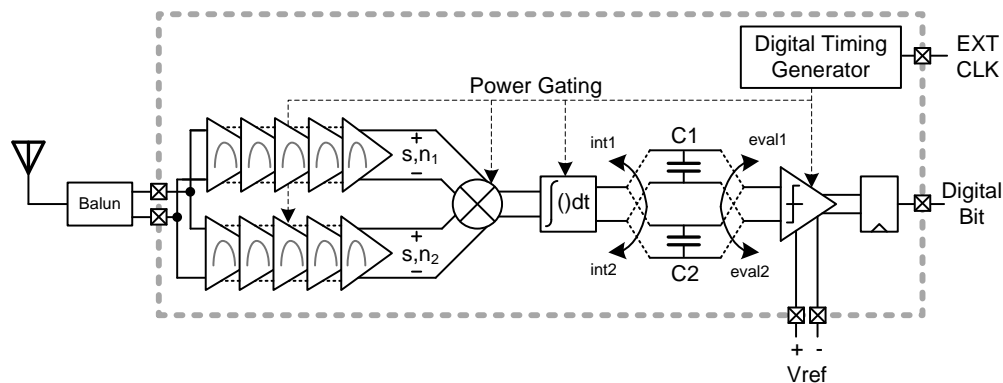 Digital Timing
Generator
EXT
CLK
Power Gating
int1
C1
eval1
+
s,n1
−
Balun
∫()dt
Digital
Bit
+
s,n2
−
int2
C2
eval2
+ -
Vref